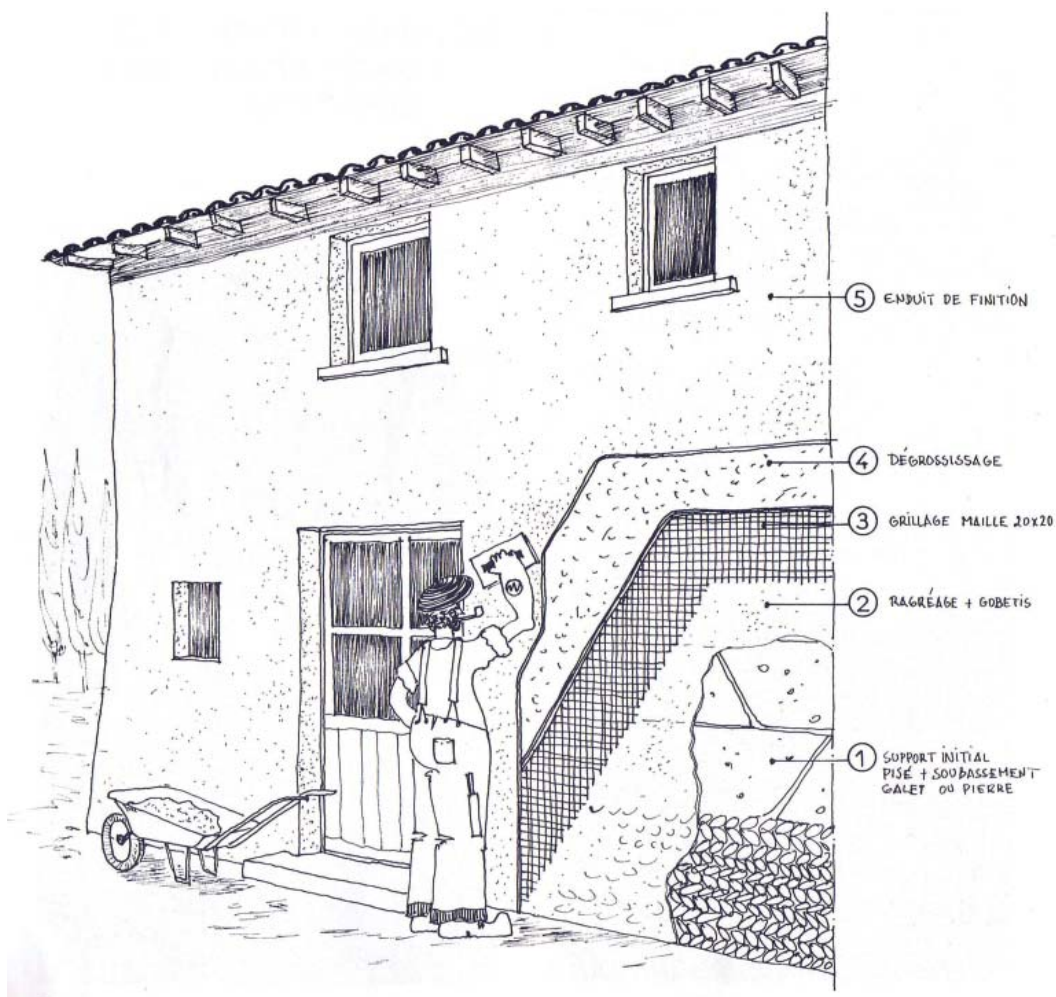 5 ENDUIT DE FINITION
4 DÉGROSSISSAGE
3 GRILLAGE MAILLE 20x20
2 RAGRÉAGE + GOBETIS
1 SUPPORT INITIAL
PISÉ + SOUBASSEMENT
GALET OU PIERRE